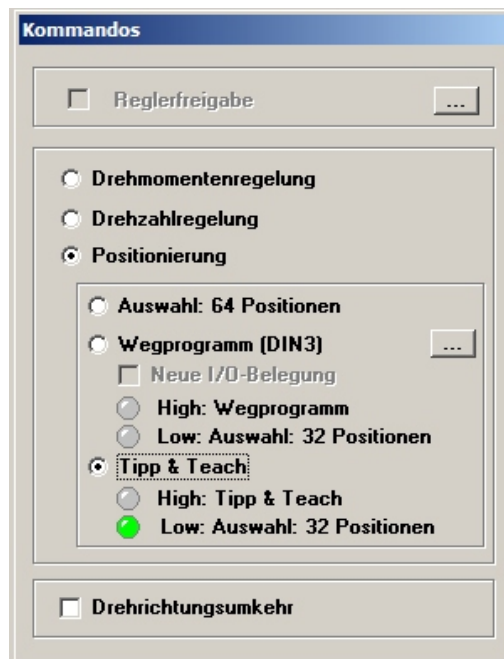 Kommandos
Reglerfreigabe ...
Drehmomentenregelung
Drehzahlregelung
Positionierung
Auswahl: 64 Positionen
Wegprogramm (DIN3) ...
Neue I/O-Belegung
High: Wegprogramm
Low: Auswahl: 32 Positionen
Tipp & Teach
High: Tipp & Teach
Low: Auswahl: 32 Positionen
Drehrichtungsumkehr